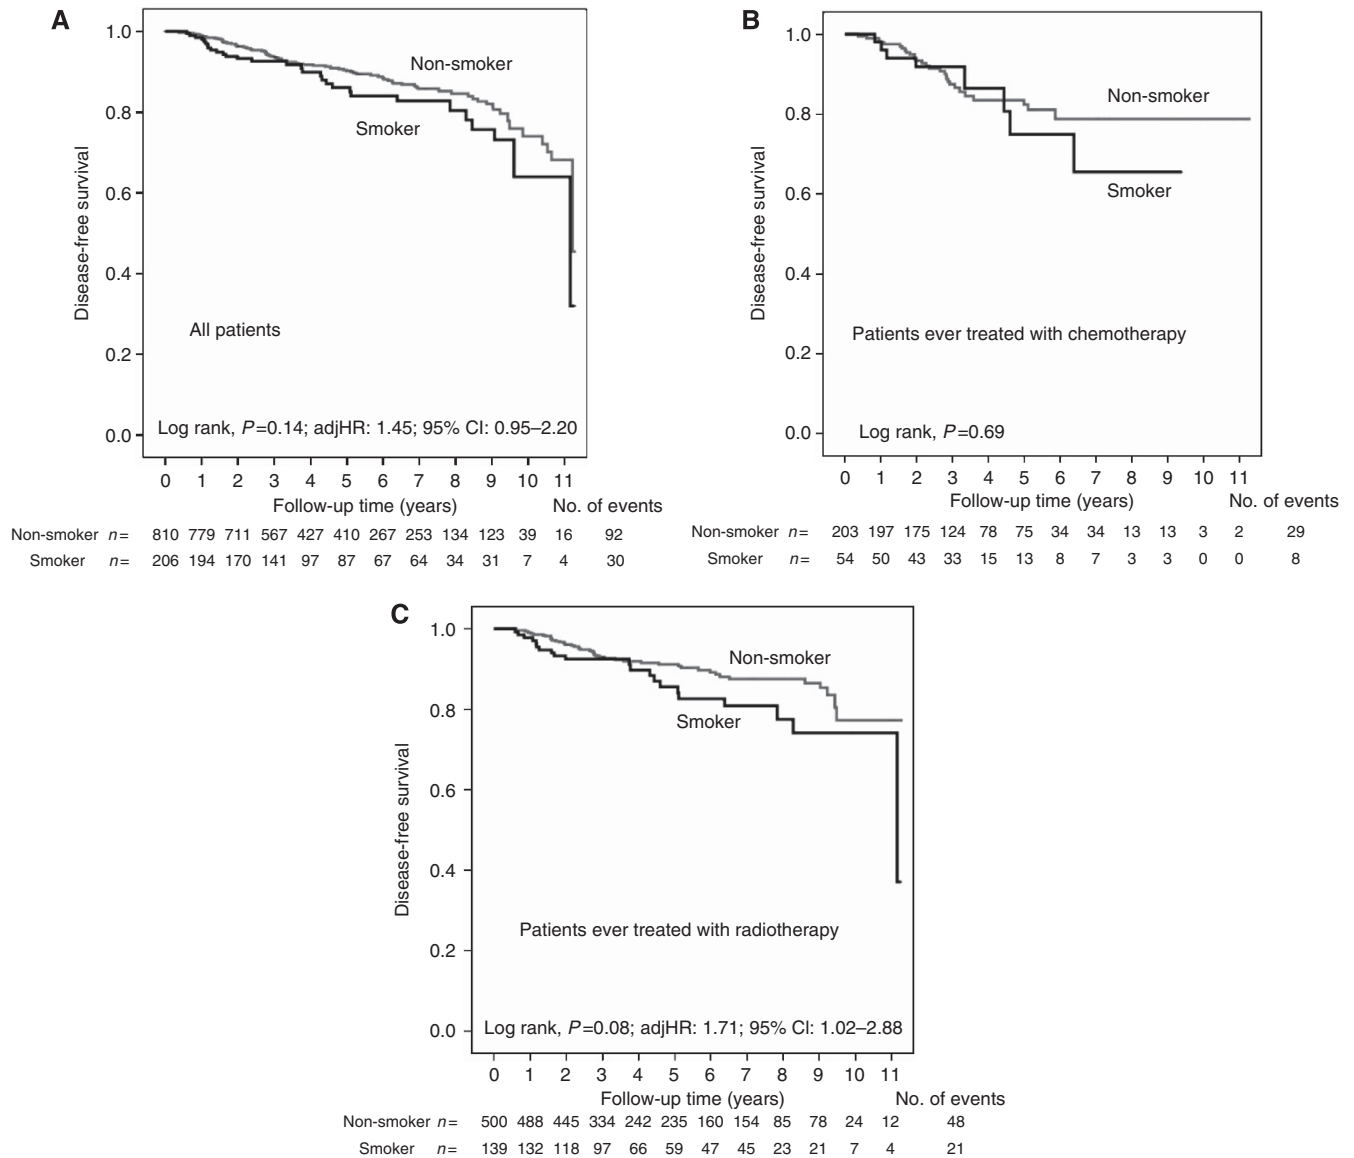 A
1.0
0.8
0.6
0.4
0.2
0.0
Disease-free survival
Non-smoker
Smoker
All patients
Log rank, P=0.14; adjHR: 1.45; 95% CI: 0.95–2.20
0 1 2 3 4 5 6 7 8 9 10 11
Follow-up time (years) No. of events
Non-smoker n= 810 779 711 567 427 410 267 253 134 123 39 16 92
Smoker n= 206 194 170 141 97 87 67 64 34 31 7 4 30
B
1.0
0.8
0.6
0.4
0.2
0.0
Disease-free survival
Non-smoker
Smoker
Patients ever treated with chemotherapy
Log rank, P=0.69
0 1 2 3 4 5 6 7 8 9 10 11
Follow-up time (years) No. of events
Non-smoker n= 203 197 175 124 78 75 34 34 13 13 3 2 29
Smoker n= 54 50 43 33 15 13 8 7 3 3 0 0 8
C
1.0
0.8
0.6
0.4
0.2
0.0
Disease-free survival
Non-smoker
Smoker
Patients ever treated with radiotherapy
Log rank, P=0.08; adjHR: 1.71; 95% CI: 1.02–2.88
0 1 2 3 4 5 6 7 8 9 10 11
Follow-up time (years) No. of events
Non-smoker n= 500 488 445 334 242 235 160 154 85 78 24 12 48
Smoker n= 139 132 118 97 66 59 47 45 23 21 7 4 21